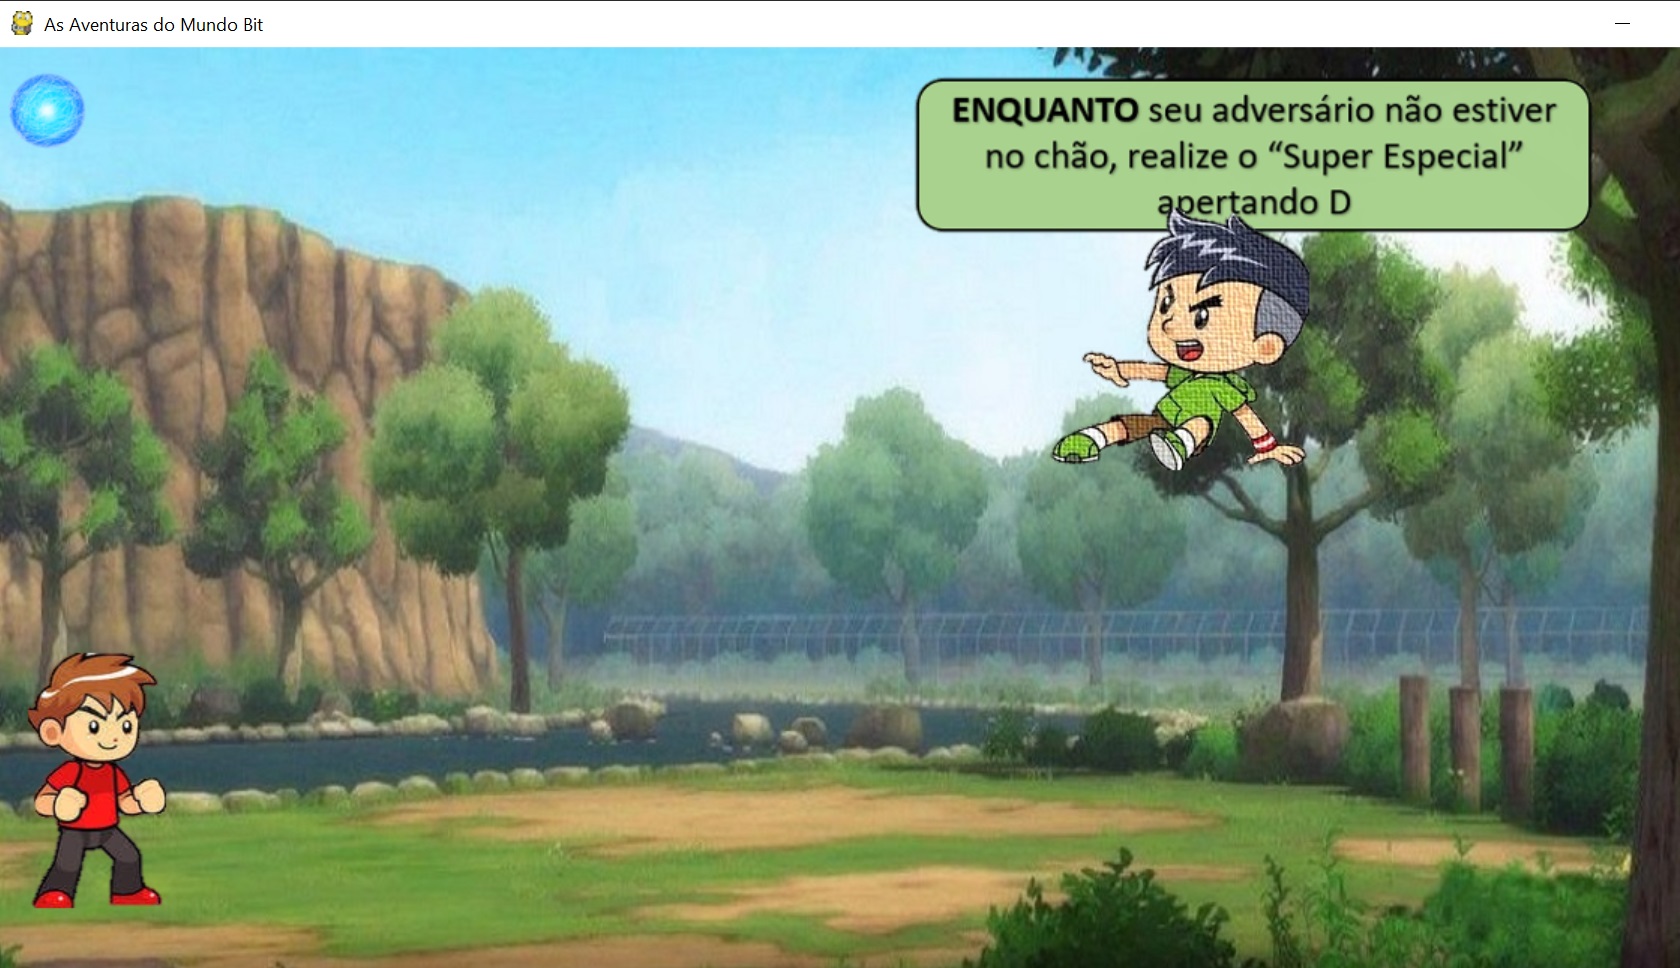 As Aventuras do Mundo Bit
ENQUANTO seu adversário não estiver
no chão, realize o “Super Especial”
apertando D